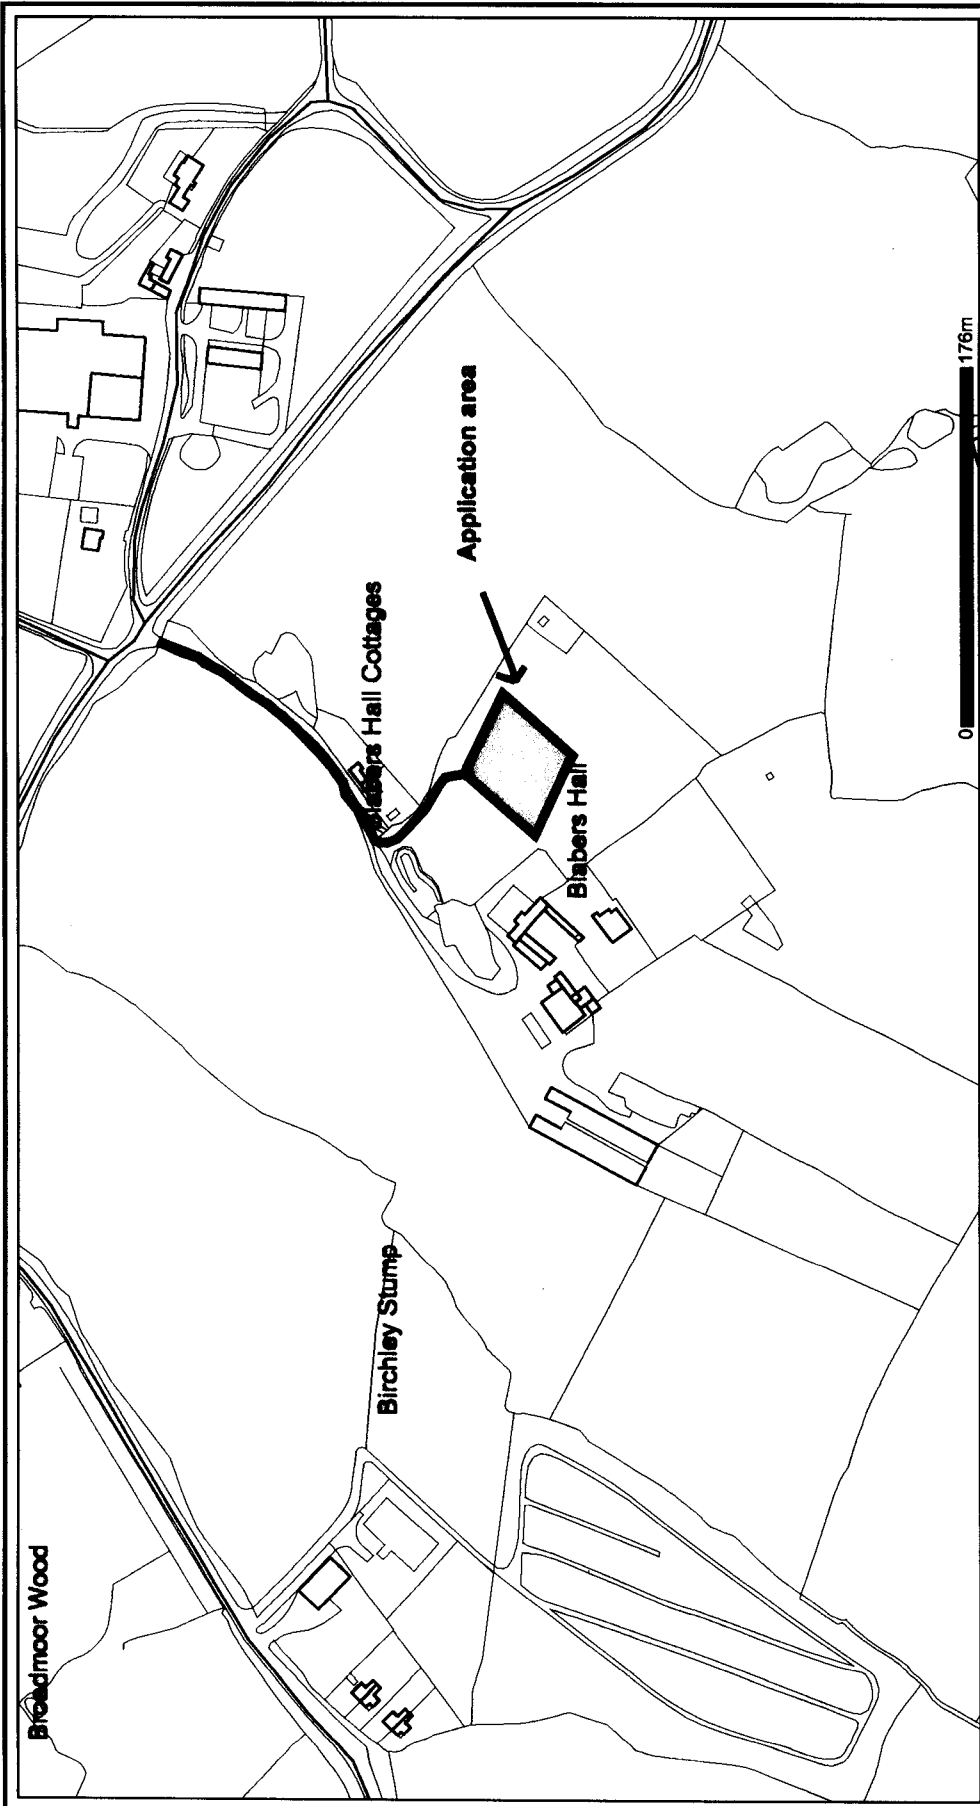 Broadmoor Wood
Birchley Stump
Blabers Hall Cottages
Application area
Blabers Hall
0 176m